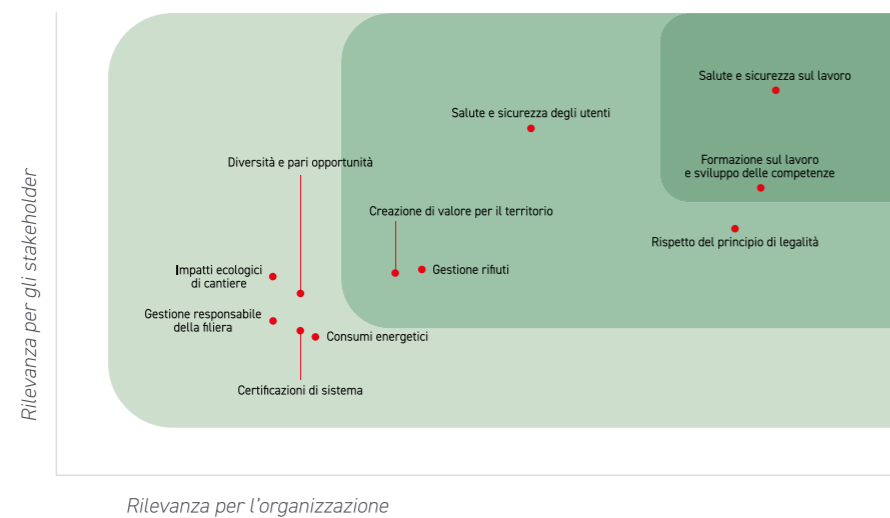 Salute e sicurezza sul lavoro
Salute e sicurezza degli utenti
Diversità e pari opportunità
Formazione sul lavoro
e sviluppo delle competenze
Creazione di valore per il territorio
Rispetto del principio di legalità
Impatti ecologici
di cantiere
Gestione rifiuti
Gestione responsabile
della filiera
Consumi energetici
Certificazioni di sistema
Rilevanza per gli stakeholder
Rilevanza per l'organizzazione